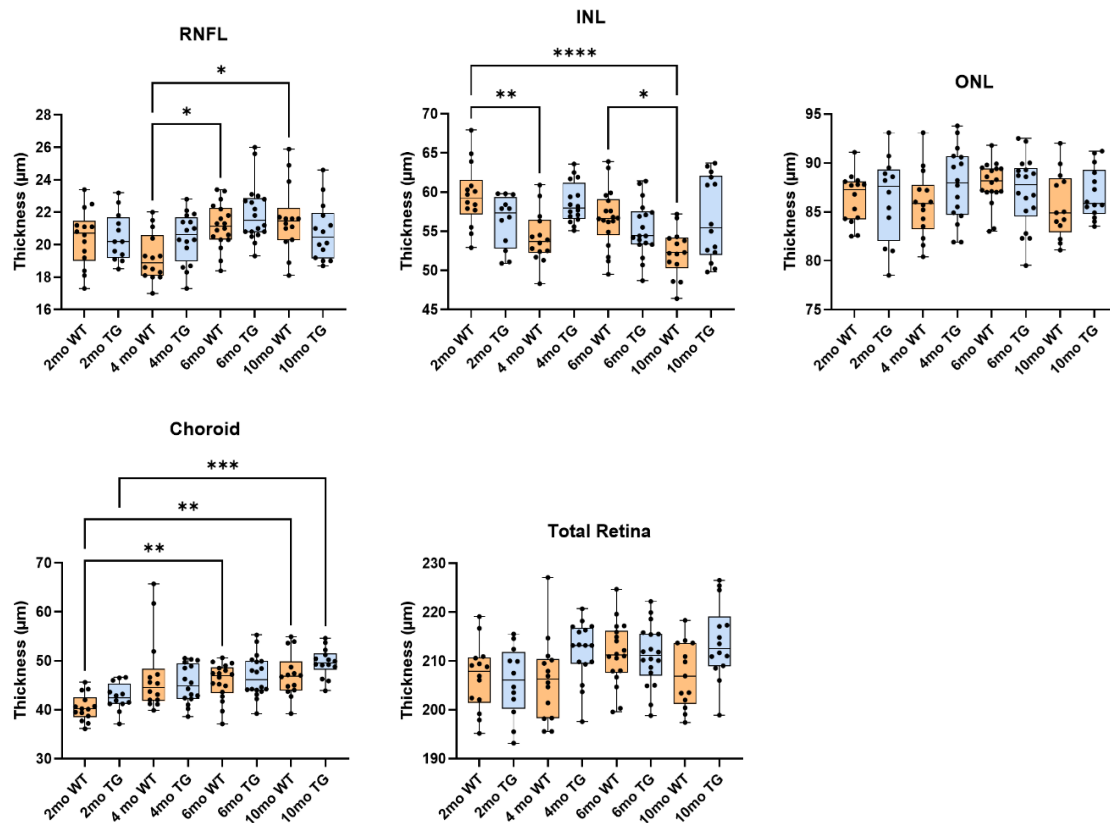 RNFL
*
*
Thickness (µm)
28
26
24
22
20
18
16
2mo WT
2mo TG
4 mo WT
4mo TG
6mo WT
6mo TG
10mo WT
10mo TG
INL
****
**
*
Thickness (µm)
70
65
60
55
50
45
2mo WT
2mo TG
4 mo WT
4mo TG
6mo WT
6mo TG
10mo WT
10mo TG
ONL
Thickness (µm)
95
90
85
80
75
2mo WT
2mo TG
4 mo WT
4mo TG
6mo WT
6mo TG
10mo WT
10mo TG
Choroid
***
**
**
Thickness (µm)
70
60
50
40
30
2mo WT
2mo TG
4 mo WT
4mo TG
6mo WT
6mo TG
10mo WT
10mo TG
Total Retina
Thickness (µm)
230
220
210
200
190
2mo WT
2mo TG
4 mo WT
4mo TG
6mo WT
6mo TG
10mo WT
10mo TG